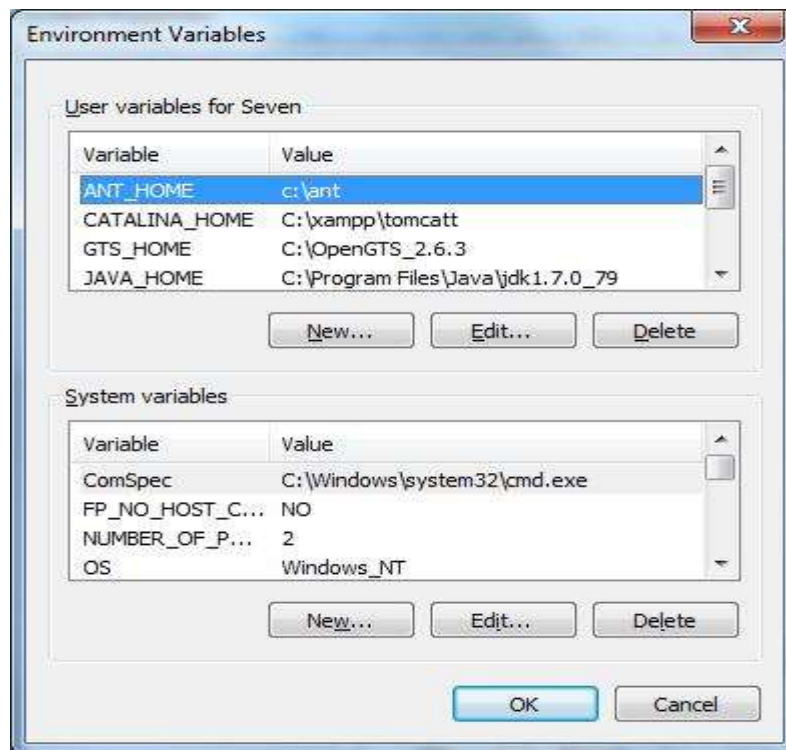 Environment Variables
User variables for Seven
Variable Value
ANT_HOME c:\ant
CATALINA_HOME C:\xampp\tomcatt
GTS_HOME C:\OpenGTS_2.6.3
JAVA_HOME C:\Program Files\Java\jdk1.7.0_79
New... Edit... Delete
System variables
Variable Value
ComSpec C:\Windows\system32\cmd.exe
FP_NO_HOST_C... NO
NUMBER_OF_P... 2
OS Windows_NT
New... Edit... Delete
OK Cancel